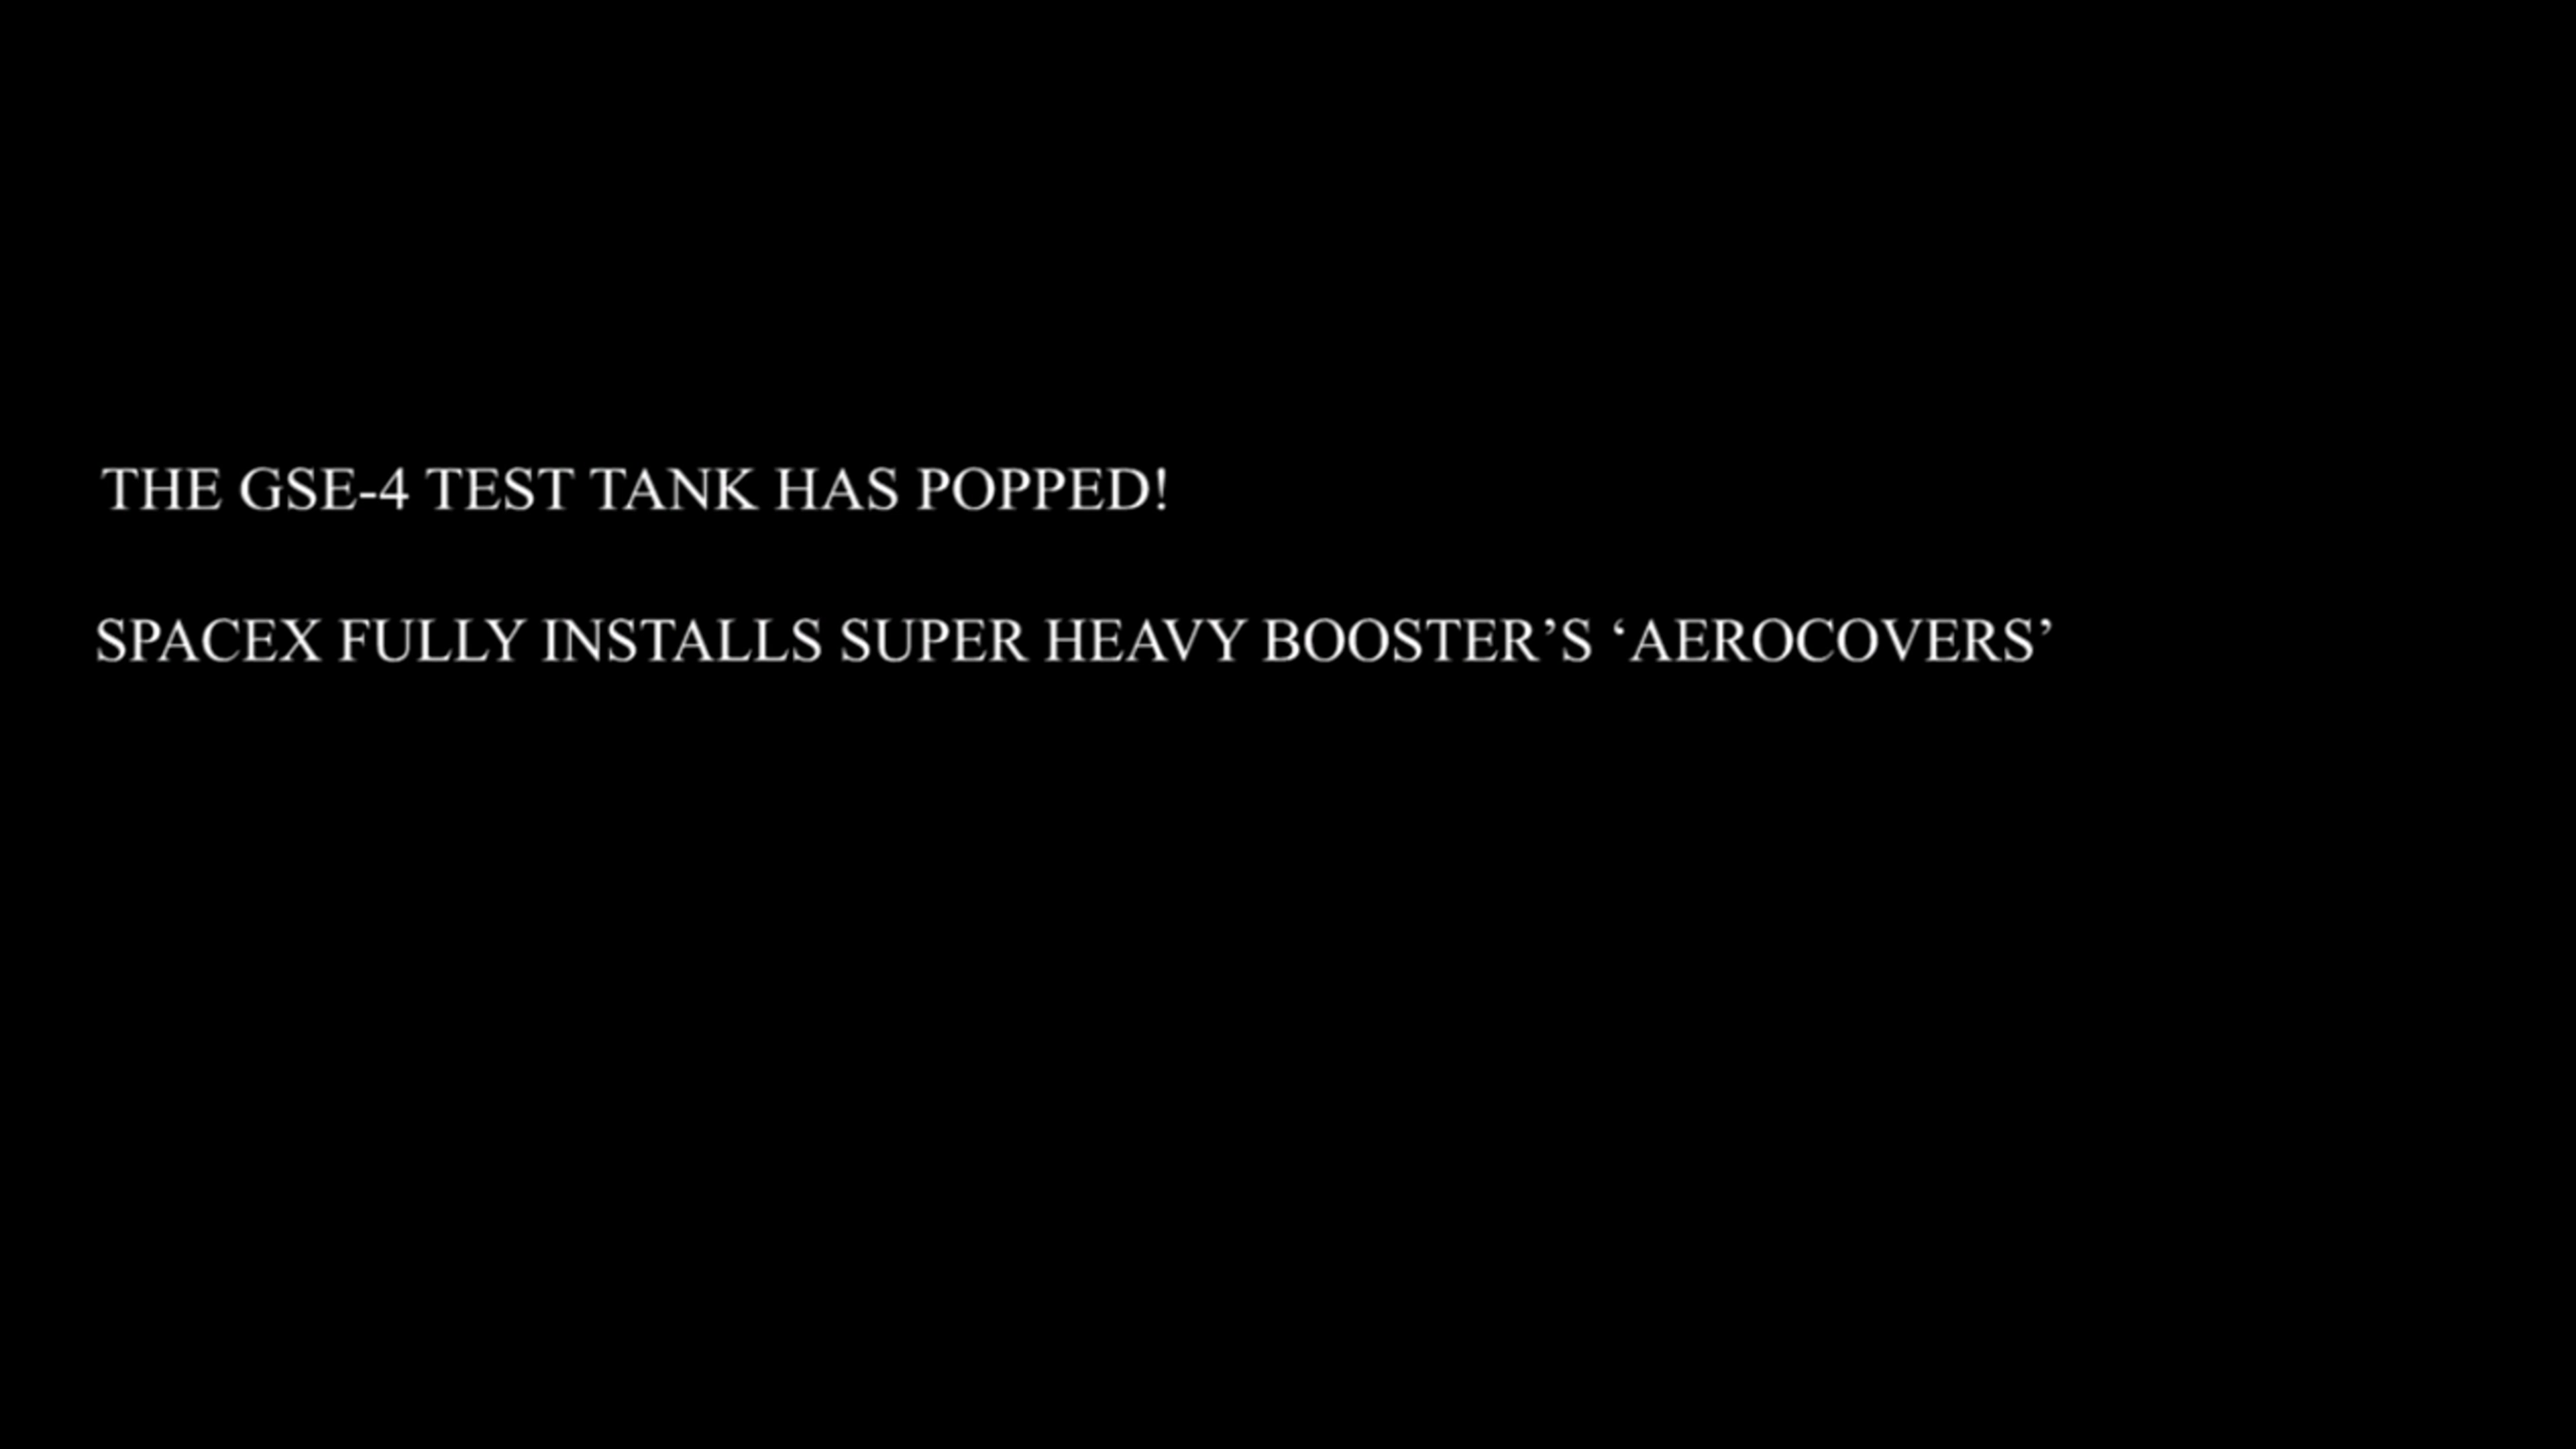 THE GSE-4 TEST TANK HAS POPPED!
SPACEX FULLY INSTALLS SUPER HEAVY BOOSTER’S ‘AEROCOVERS’